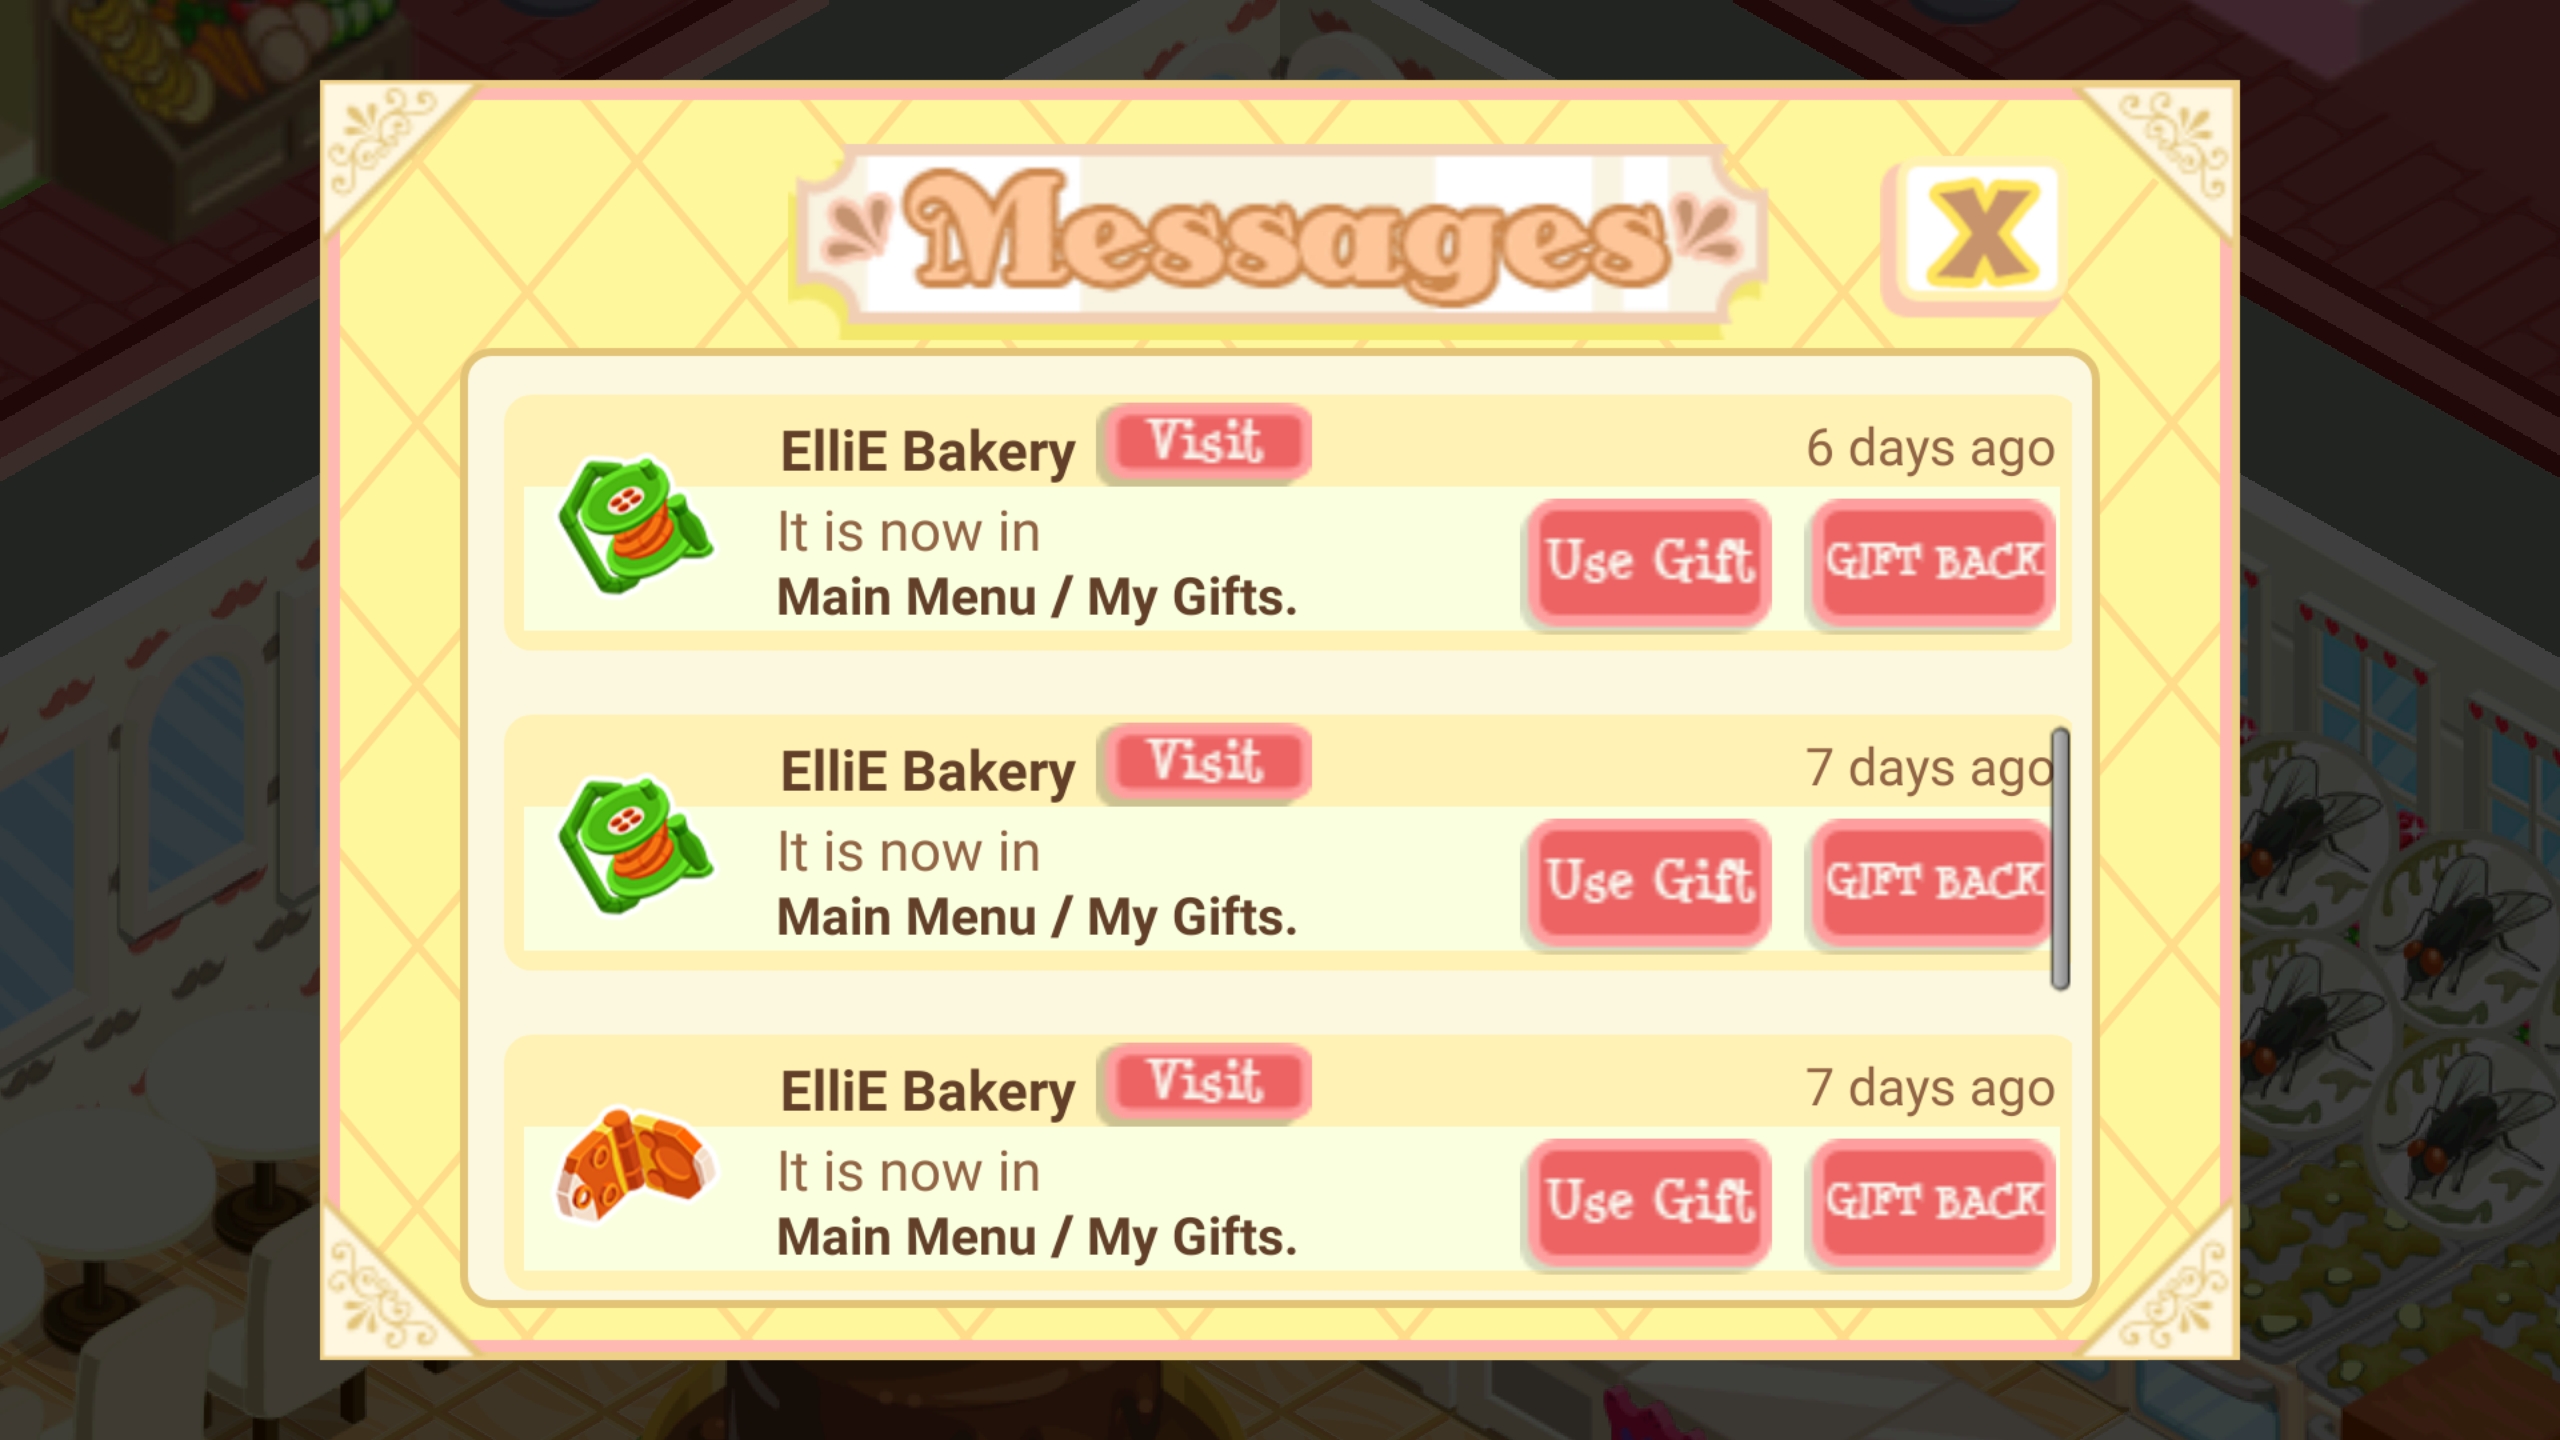 Messages
X
ElliE Bakery Visit 6 days ago
It is now in
Main Menu / My Gifts.
Use Gift GIFT BACK
ElliE Bakery Visit 7 days ago
It is now in
Main Menu / My Gifts.
Use Gift GIFT BACK
ElliE Bakery Visit 7 days ago
It is now in
Main Menu / My Gifts.
Use Gift GIFT BACK